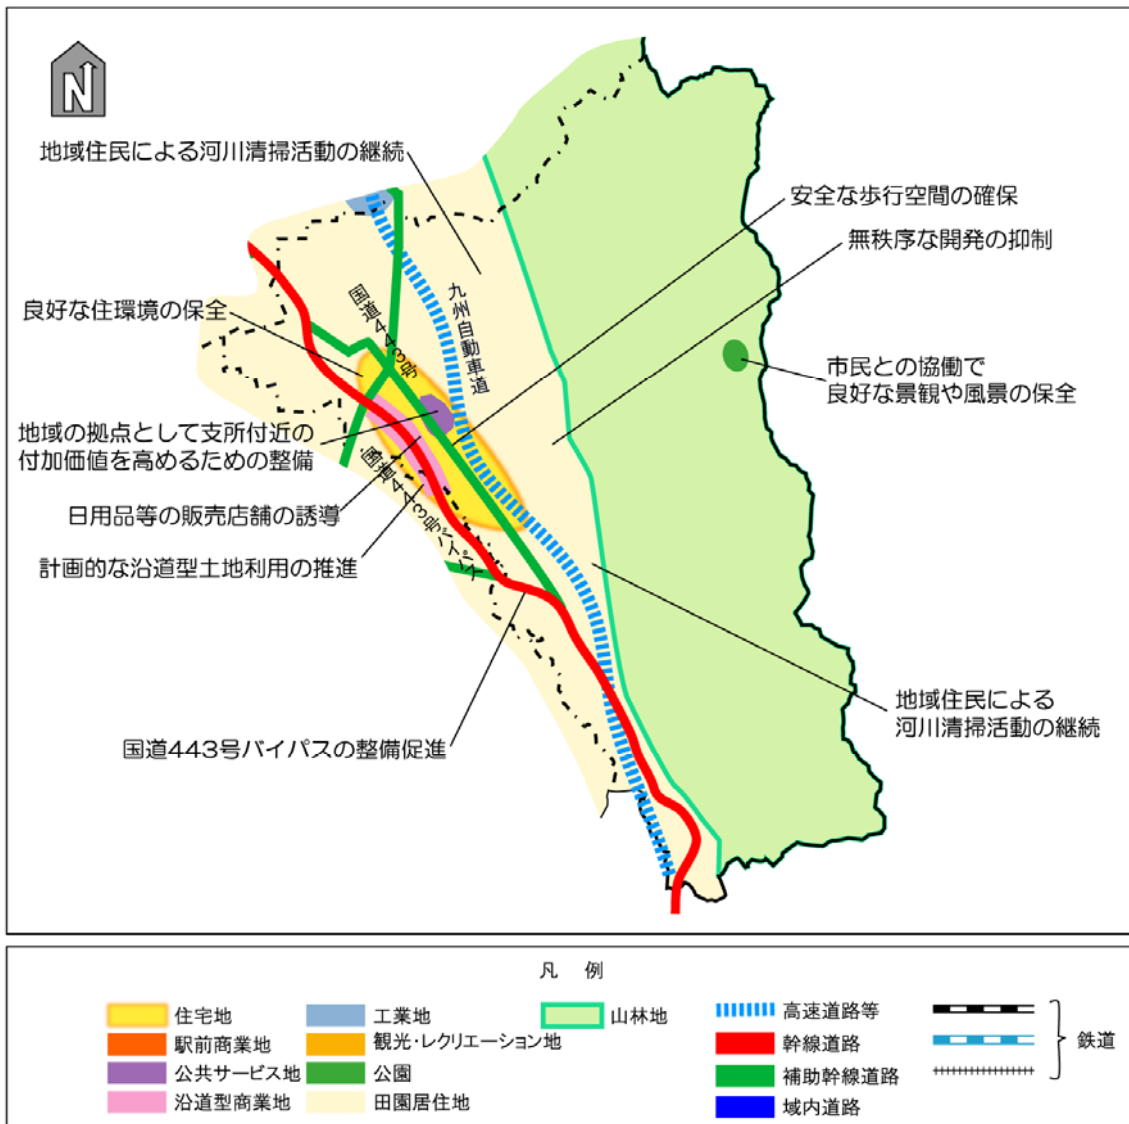 N
地域住民による河川清掃活動の継続
安全な歩行空間の確保
無秩序な開発の抑制
良好な住環境の保全
国道443号
九州自動車道
市民との協働で
良好な景観や風景の保全
地域の拠点として支所付近の
付加価値を高めるための整備
国道443号バイパス
日用品等の販売店舗の誘導
計画的な沿道型土地利用の推進
地域住民による
河川清掃活動の継続
国道443号バイパスの整備促進
凡 例
住宅地
駅前商業地
公共サービス地
沿道型商業地
工業地
観光・レクリエーション地
公園
田園居住地
山林地
高速道路等
幹線道路
補助幹線道路
域内道路
鉄道